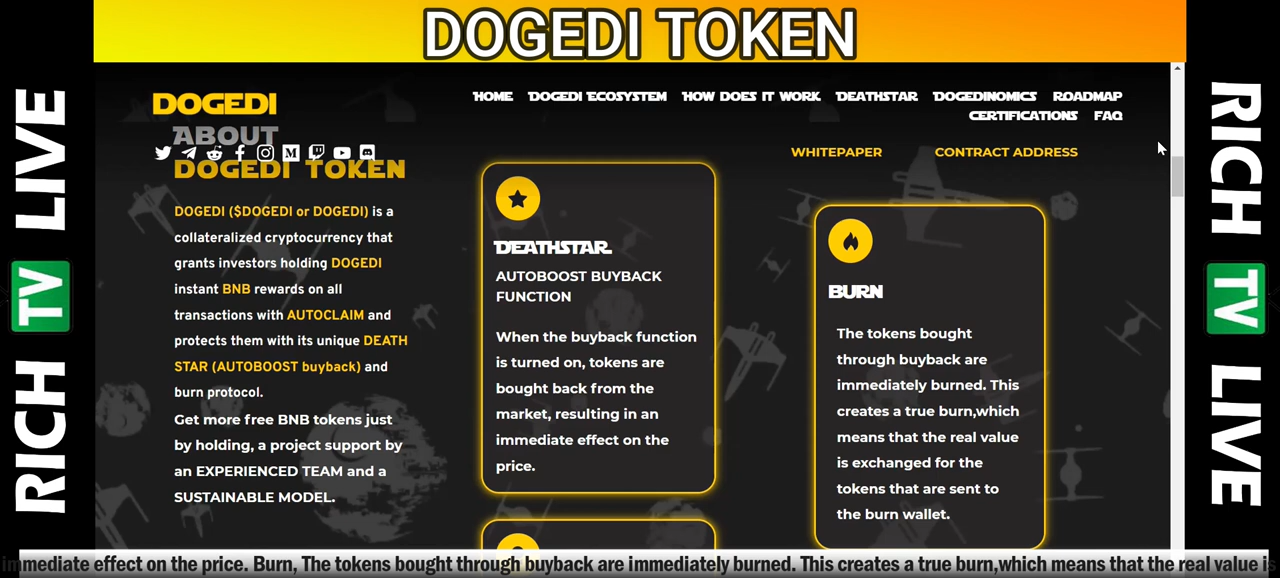 DOGEDI TOKEN
RICH TV LIVE
RICH TV LIVE
DOGEDI
HOME DOGEDI ECOSYSTEM HOW DOES IT WORK DEATHSTAR DOGEDINOMICS ROADMAP
CERTIFICATIONS FAQ
WHITEPAPER CONTRACT ADDRESS
ABOUT
DOGEDI TOKEN
DOGEDI ($DOGEDI or DOGEDI) is a
collateralized cryptocurrency that
grants investors holding DOGEDI
instant BNB rewards on all
transactions with AUTOCLAIM and
protects them with its unique DEATH
STAR (AUTOBOOST buyback) and
burn protocol.
Get more free BNB tokens just
by holding, a project support by
an EXPERIENCED TEAM and a
SUSTAINABLE MODEL.
DEATHSTAR
AUTOBOOST BUYBACK
FUNCTION
When the buyback function
is turned on, tokens are
bought back from the
market, resulting in an
immediate effect on the
price.
BURN
The tokens bought
through buyback are
immediately burned. This
creates a true burn,which
means that the real value
is exchanged for the
tokens that are sent to
the burn wallet.
immediate effect on the price. Burn, The tokens bought through buyback are immediately burned. This creates a true burn,which means that the real value is